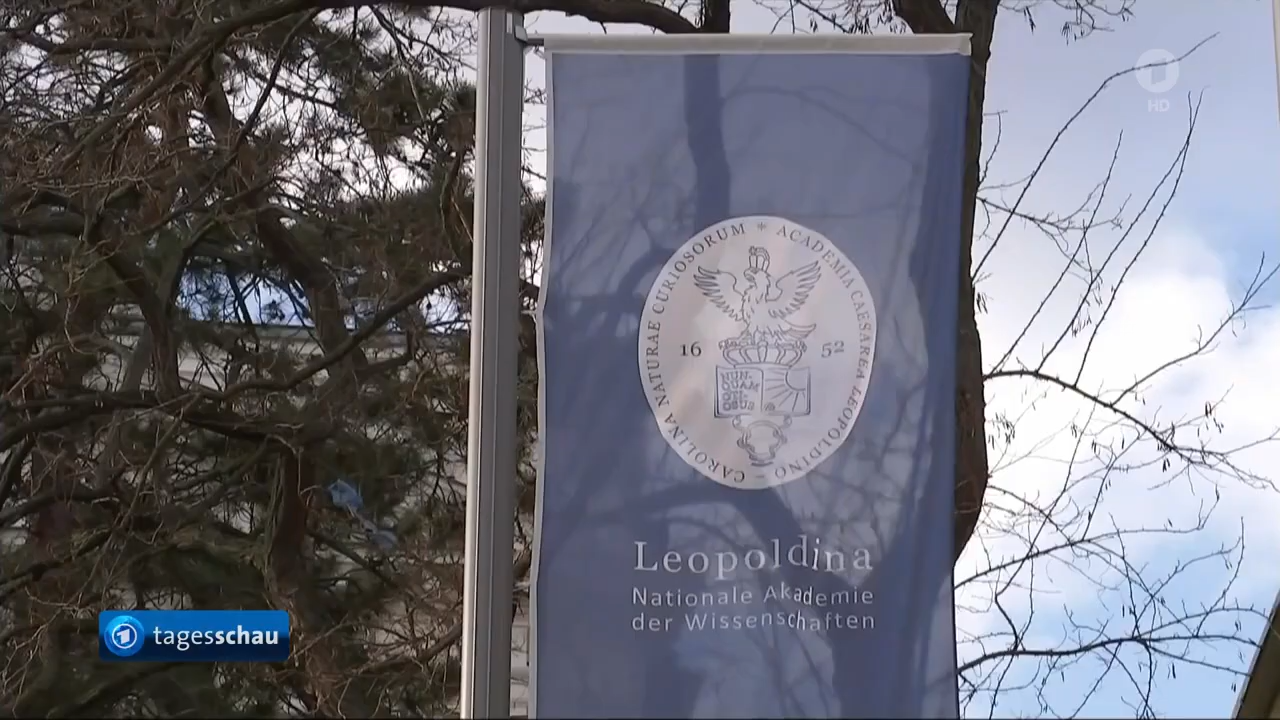 HD
CAROLINA NATURAE CURIOSORUM * ACADEMIA CAESAREA LEOPOLDINO –
16 52
NUN
QUAM
OTI
OSUS
Leopoldina
Nationale Akademie
der Wissenschaften
tagesschau